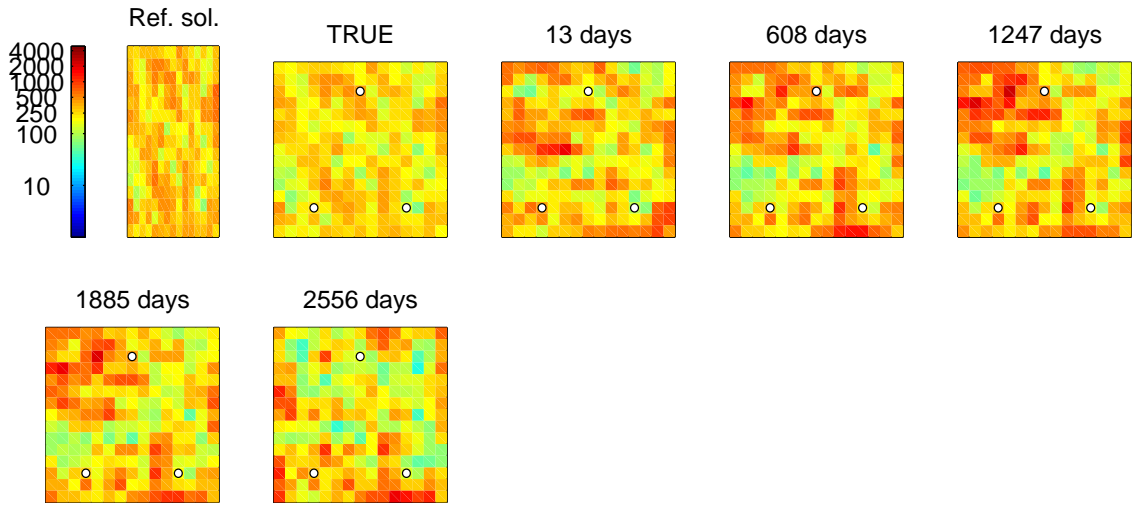 Ref. sol.
TRUE
13 days
608 days
1247 days
4000
2000
1000
500
250
100
10
1885 days
2556 days